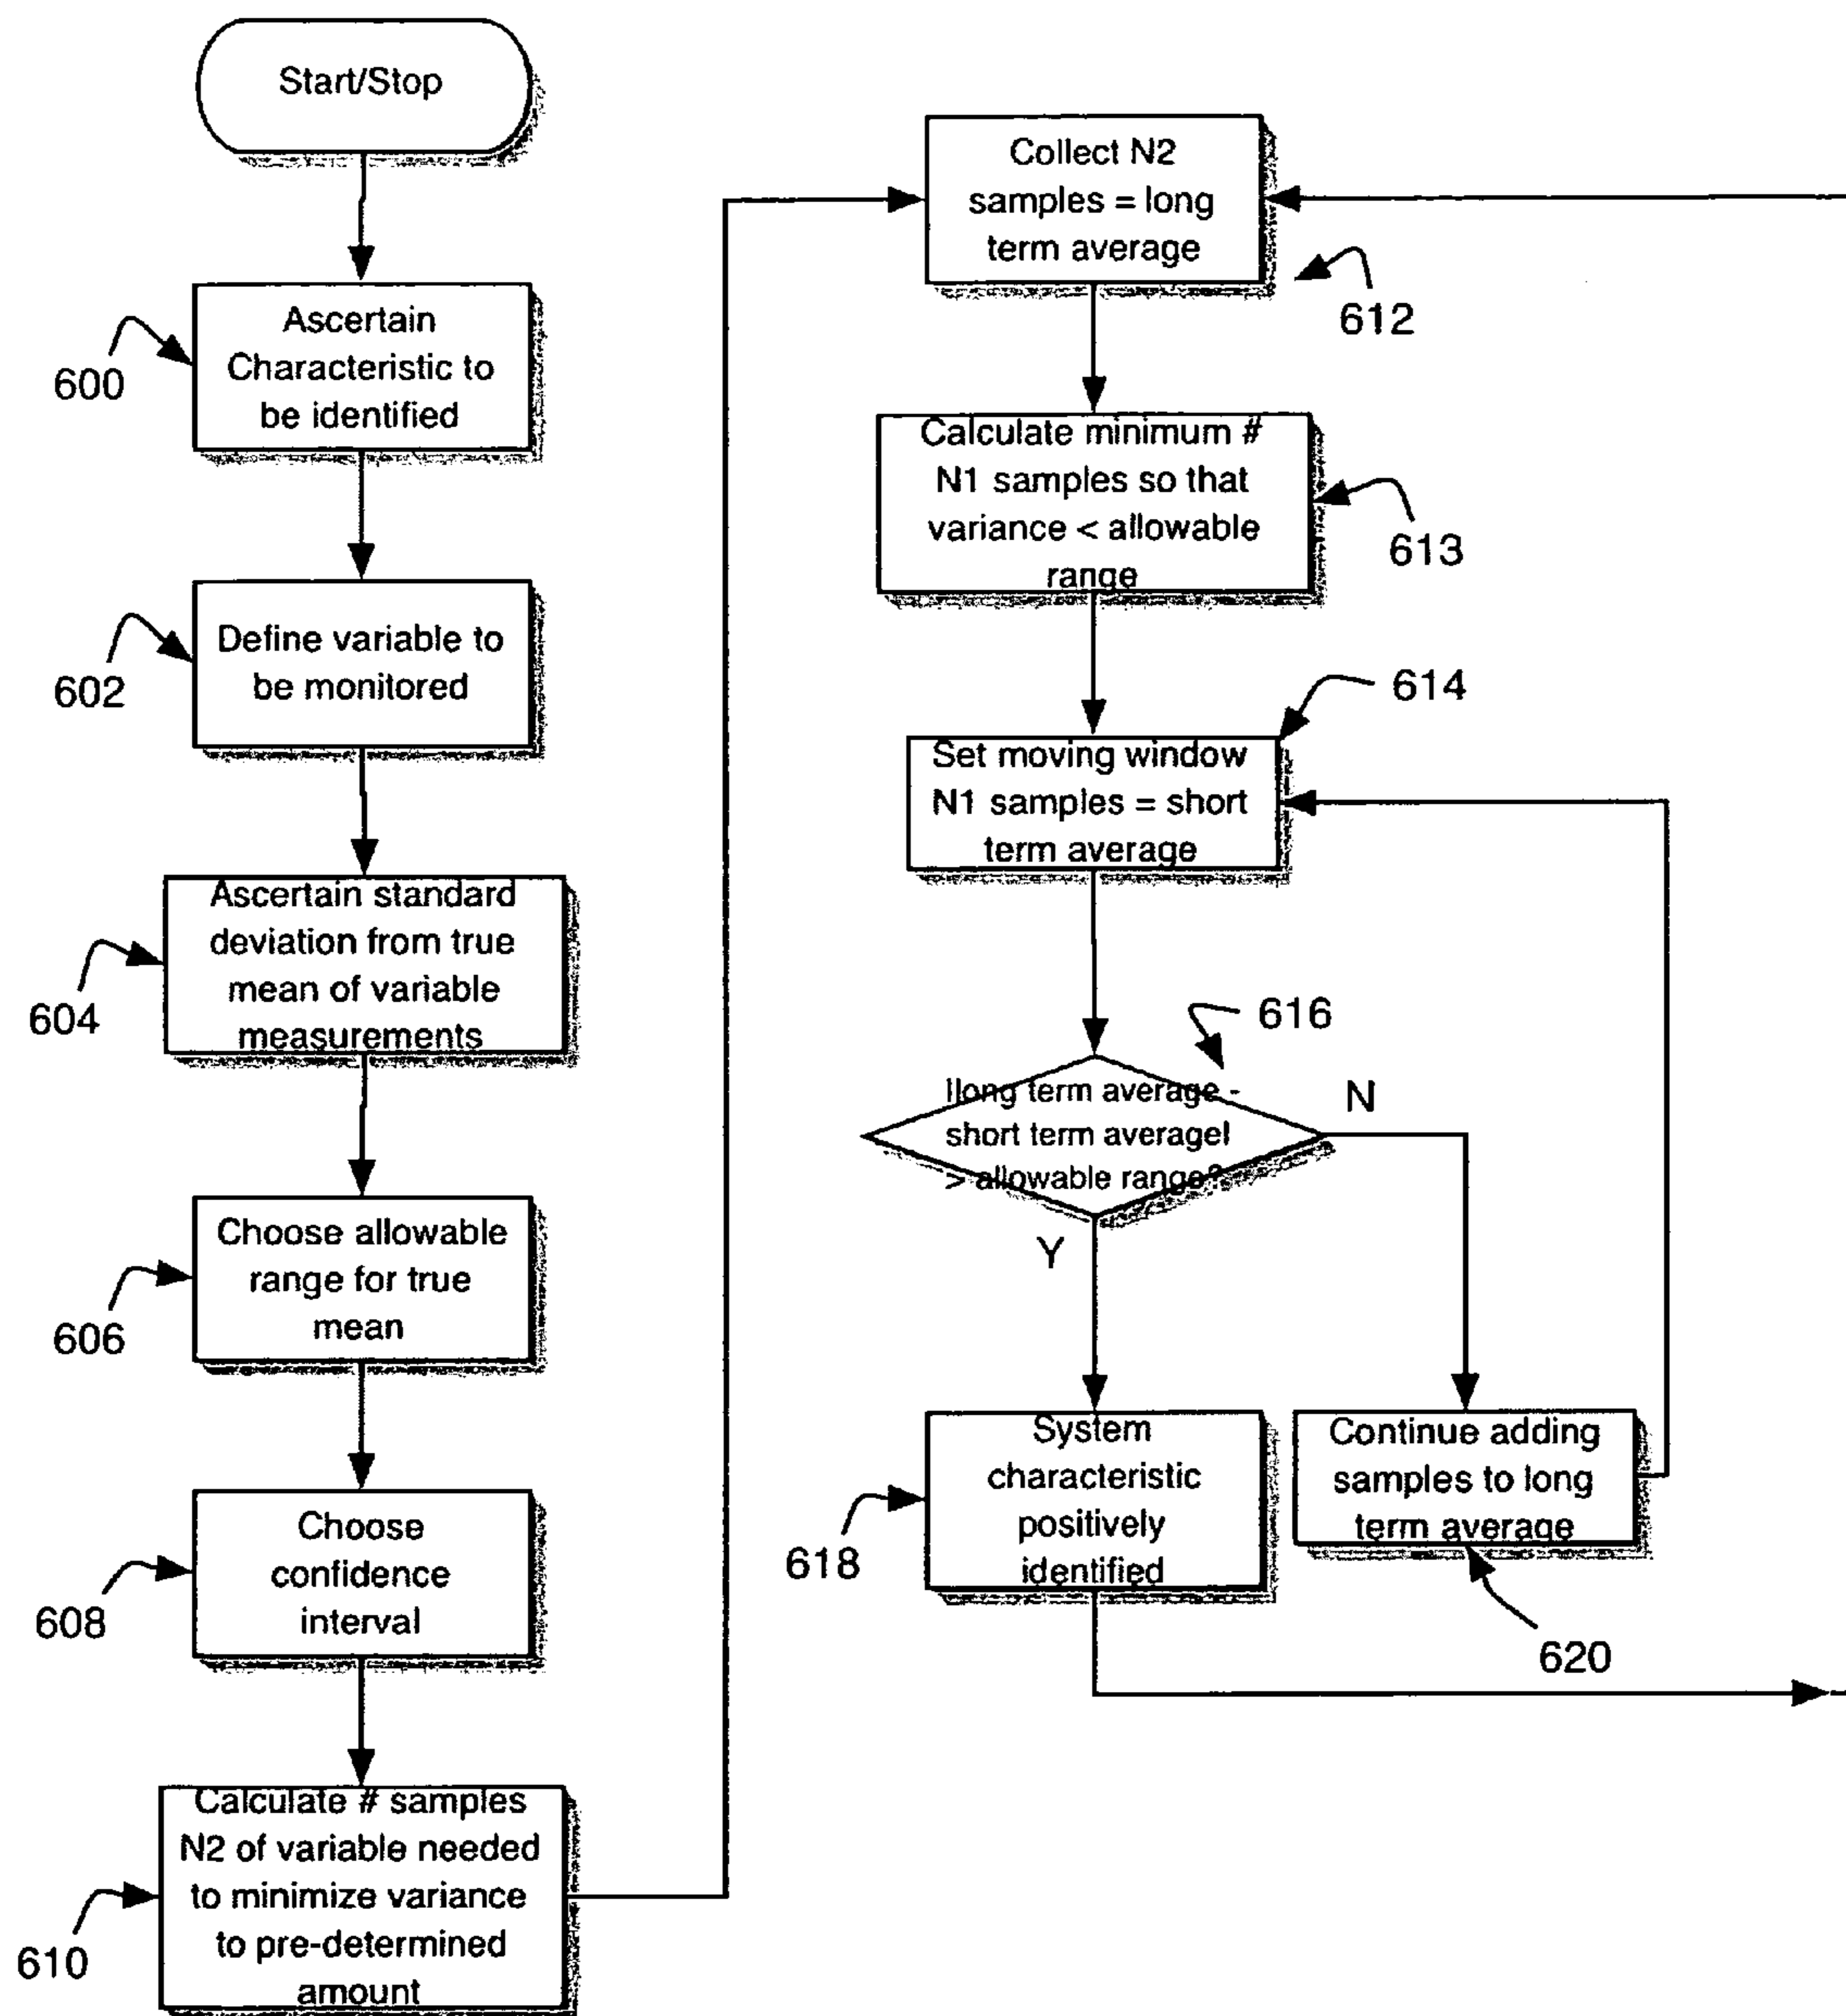 Start/Stop
600
Ascertain
Characteristic to
be identified
602
Define variable to
be monitored
604
Ascertain standard
deviation from true
mean of variable
measurements
606
Choose allowable
range for true
mean
608
Choose
confidence
interval
610
Calculate # samples
N2 of variable needed
to minimize variance
to pre-determined
amount
Collect N2
samples = long
term average
612
Calculate minimum #
N1 samples so that
variance < allowable
range
613
614
Set moving window
N1 samples = short
term average
616
|long term average -
short term average|
> allowable range?
N
Y
618
System
characteristic
positively
identified
Continue adding
samples to long
term average
620